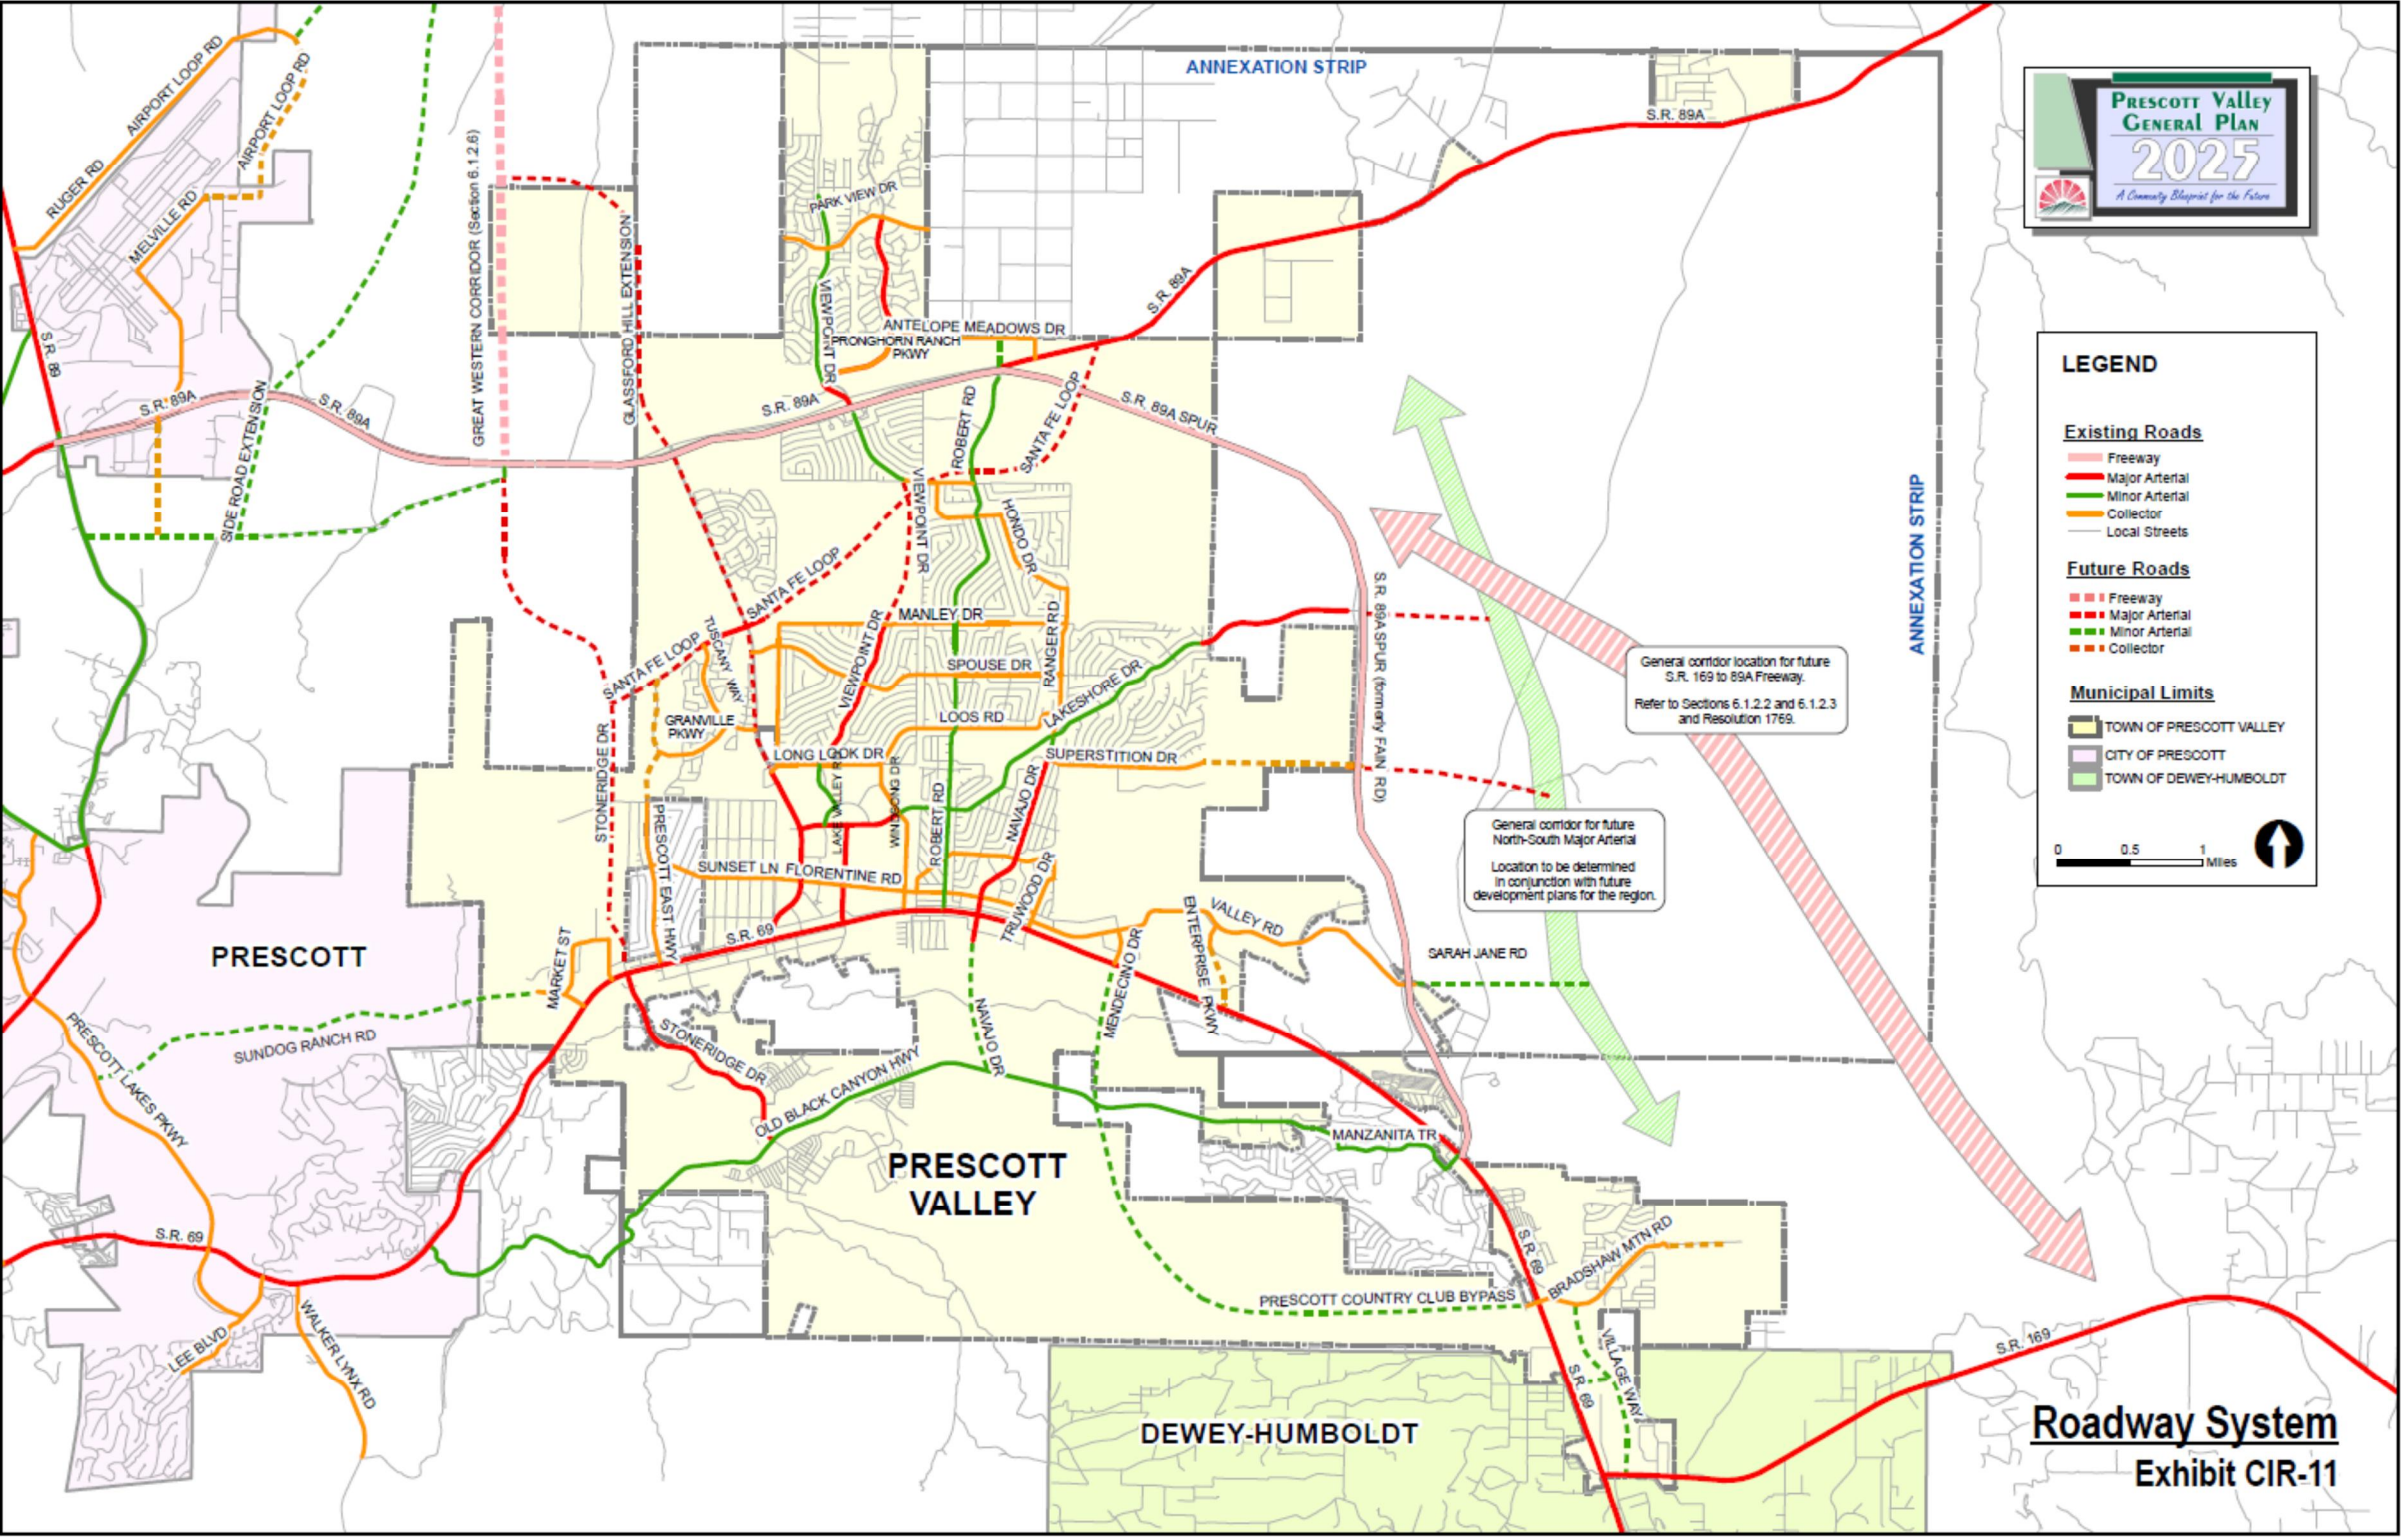 ANNEXATION STRIP
PRESCOTT VALLEY
GENERAL PLAN
2025
A Community Blueprint for the Future
AIRPORT LOOP RD
AIRPORT LOOP RD
RUGER RD
MELVILLE RD
S.R. 89
S.R. 89A
SIDE ROAD EXTENSION
S.R. 89A
GREAT WESTERN CORRIDOR (Section 6.1.2.6)
GLASSFORD HILL EXTENSION
PARK VIEW DR
VIEWPOINT DR
ANTELOPE MEADOWS DR
PRONGHORN RANCH
PKWY
S.R. 89A
S.R. 89A
S.R. 89A
S.R. 89A SPUR
ROBERT RD
SANTA FE LOOP
VIEWPOINT DR
HONDO DR
SANTA FE LOOP
SANTA FE LOOP
TUSCANY WAY
MANLEY DR
VIEWPOINT DR
SPOUSE DR
RANGER RD
LAKESHORE DR
LOOS RD
GRANVILLE
PKWY
LONG LOOK DR
SUPERSTITION DR
STONERIDGE DR
LAKE VALLEY RD
WINDSONG DR
ROBERT RD
NAVAJO DR
PRESCOTT EAST HWY
SUNSET LN
FLORENTINE RD
TRUWOOD DR
S.R. 69
MARKET ST
MENDECINO DR
ENTERPRISE PKWY
VALLEY RD
SARAH JANE RD
S.R. 89A SPUR (formerly FAIN RD)
ANNEXATION STRIP
General corridor location for future
S.R. 169 to 89A Freeway.
Refer to Sections 6.1.2.2 and 6.1.2.3
and Resolution 1769.
General corridor for future
North-South Major Arterial
Location to be determined
in conjunction with future
development plans for the region.
LEGEND
Existing Roads
Freeway
Major Arterial
Minor Arterial
Collector
Local Streets
Future Roads
Freeway
Major Arterial
Minor Arterial
Collector
Municipal Limits
TOWN OF PRESCOTT VALLEY
CITY OF PRESCOTT
TOWN OF DEWEY-HUMBOLDT
0 0.5 1
Miles
PRESCOTT
SUNDOG RANCH RD
PRESCOTT LAKES PKWY
STONERIDGE DR
OLD BLACK CANYON HWY
NAVAJO DR
MANZANITA TR
PRESCOTT
VALLEY
S.R. 69
LEE BLVD
WALKER LYNX RD
PRESCOTT COUNTRY CLUB BYPASS
S.R. 69
BRADSHAW MTN RD
VILLAGE WAY
S.R. 69
S.R. 169
DEWEY-HUMBOLDT
Roadway System
Exhibit CIR-11